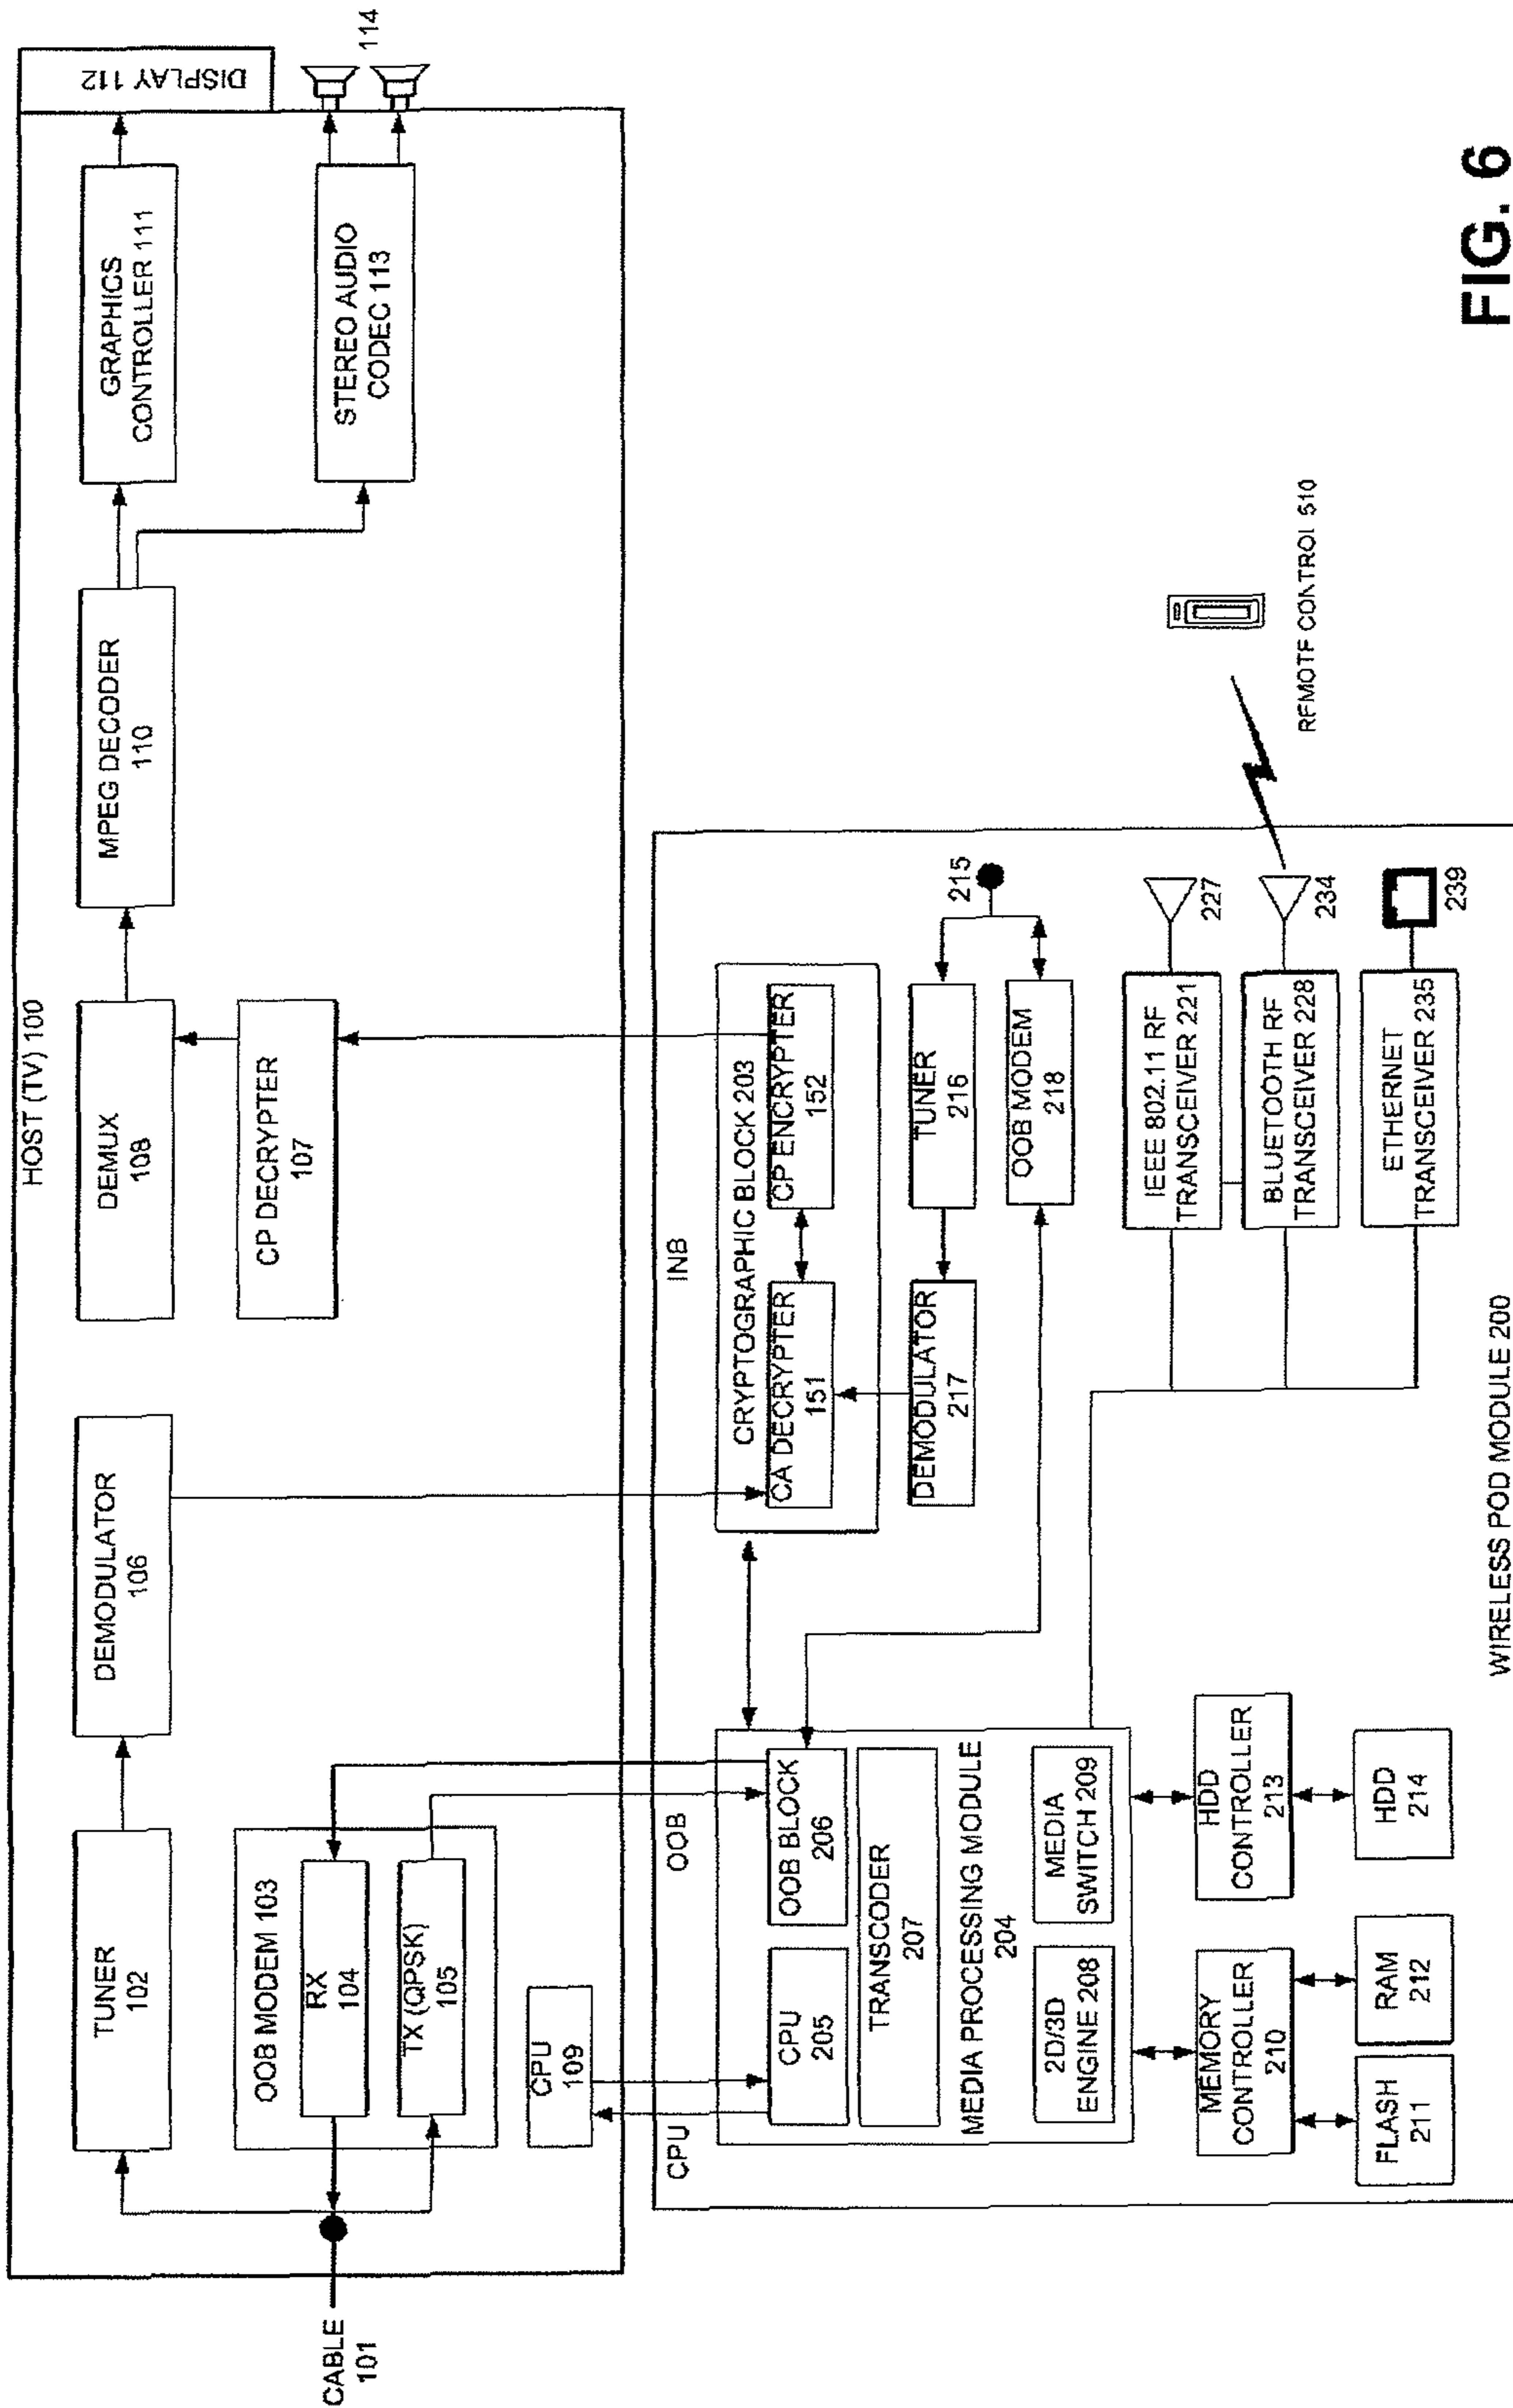 HOST (TV) 100
CABLE
101
TUNER
102
DEMODULATOR
106
DEMUX
108
MPEG DECODER
110
GRAPHICS
CONTROLLER 111
DISPLAY 112
OOB MODEM 103
RX
104
TX (QPSK)
105
CP DECRYPTER
107
STEREO AUDIO
CODEC 113
114
CPU
109
CPU
OOB
INB
CPU
205
OOB BLOCK
206
TRANSCODER
207
MEDIA PROCESSING MODULE
204
2D/3D
ENGINE 208
MEDIA
SWITCH 209
CRYPTOGRAPHIC BLOCK 203
CA DECRYPTER
151
CP ENCRYPTER
152
DEMODULATOR
217
TUNER
216
215
OOB MODEM
218
IEEE 802.11 RF
TRANSCEIVER 221
227
BLUETOOTH RF
TRANSCEIVER 228
234
ETHERNET
TRANSCEIVER 235
239
MEMORY
CONTROLLER
210
HDD
CONTROLLER
213
FLASH
211
RAM
212
HDD
214
REMOTE CONTROL 510
WIRELESS POD MODULE 200
FIG. 6